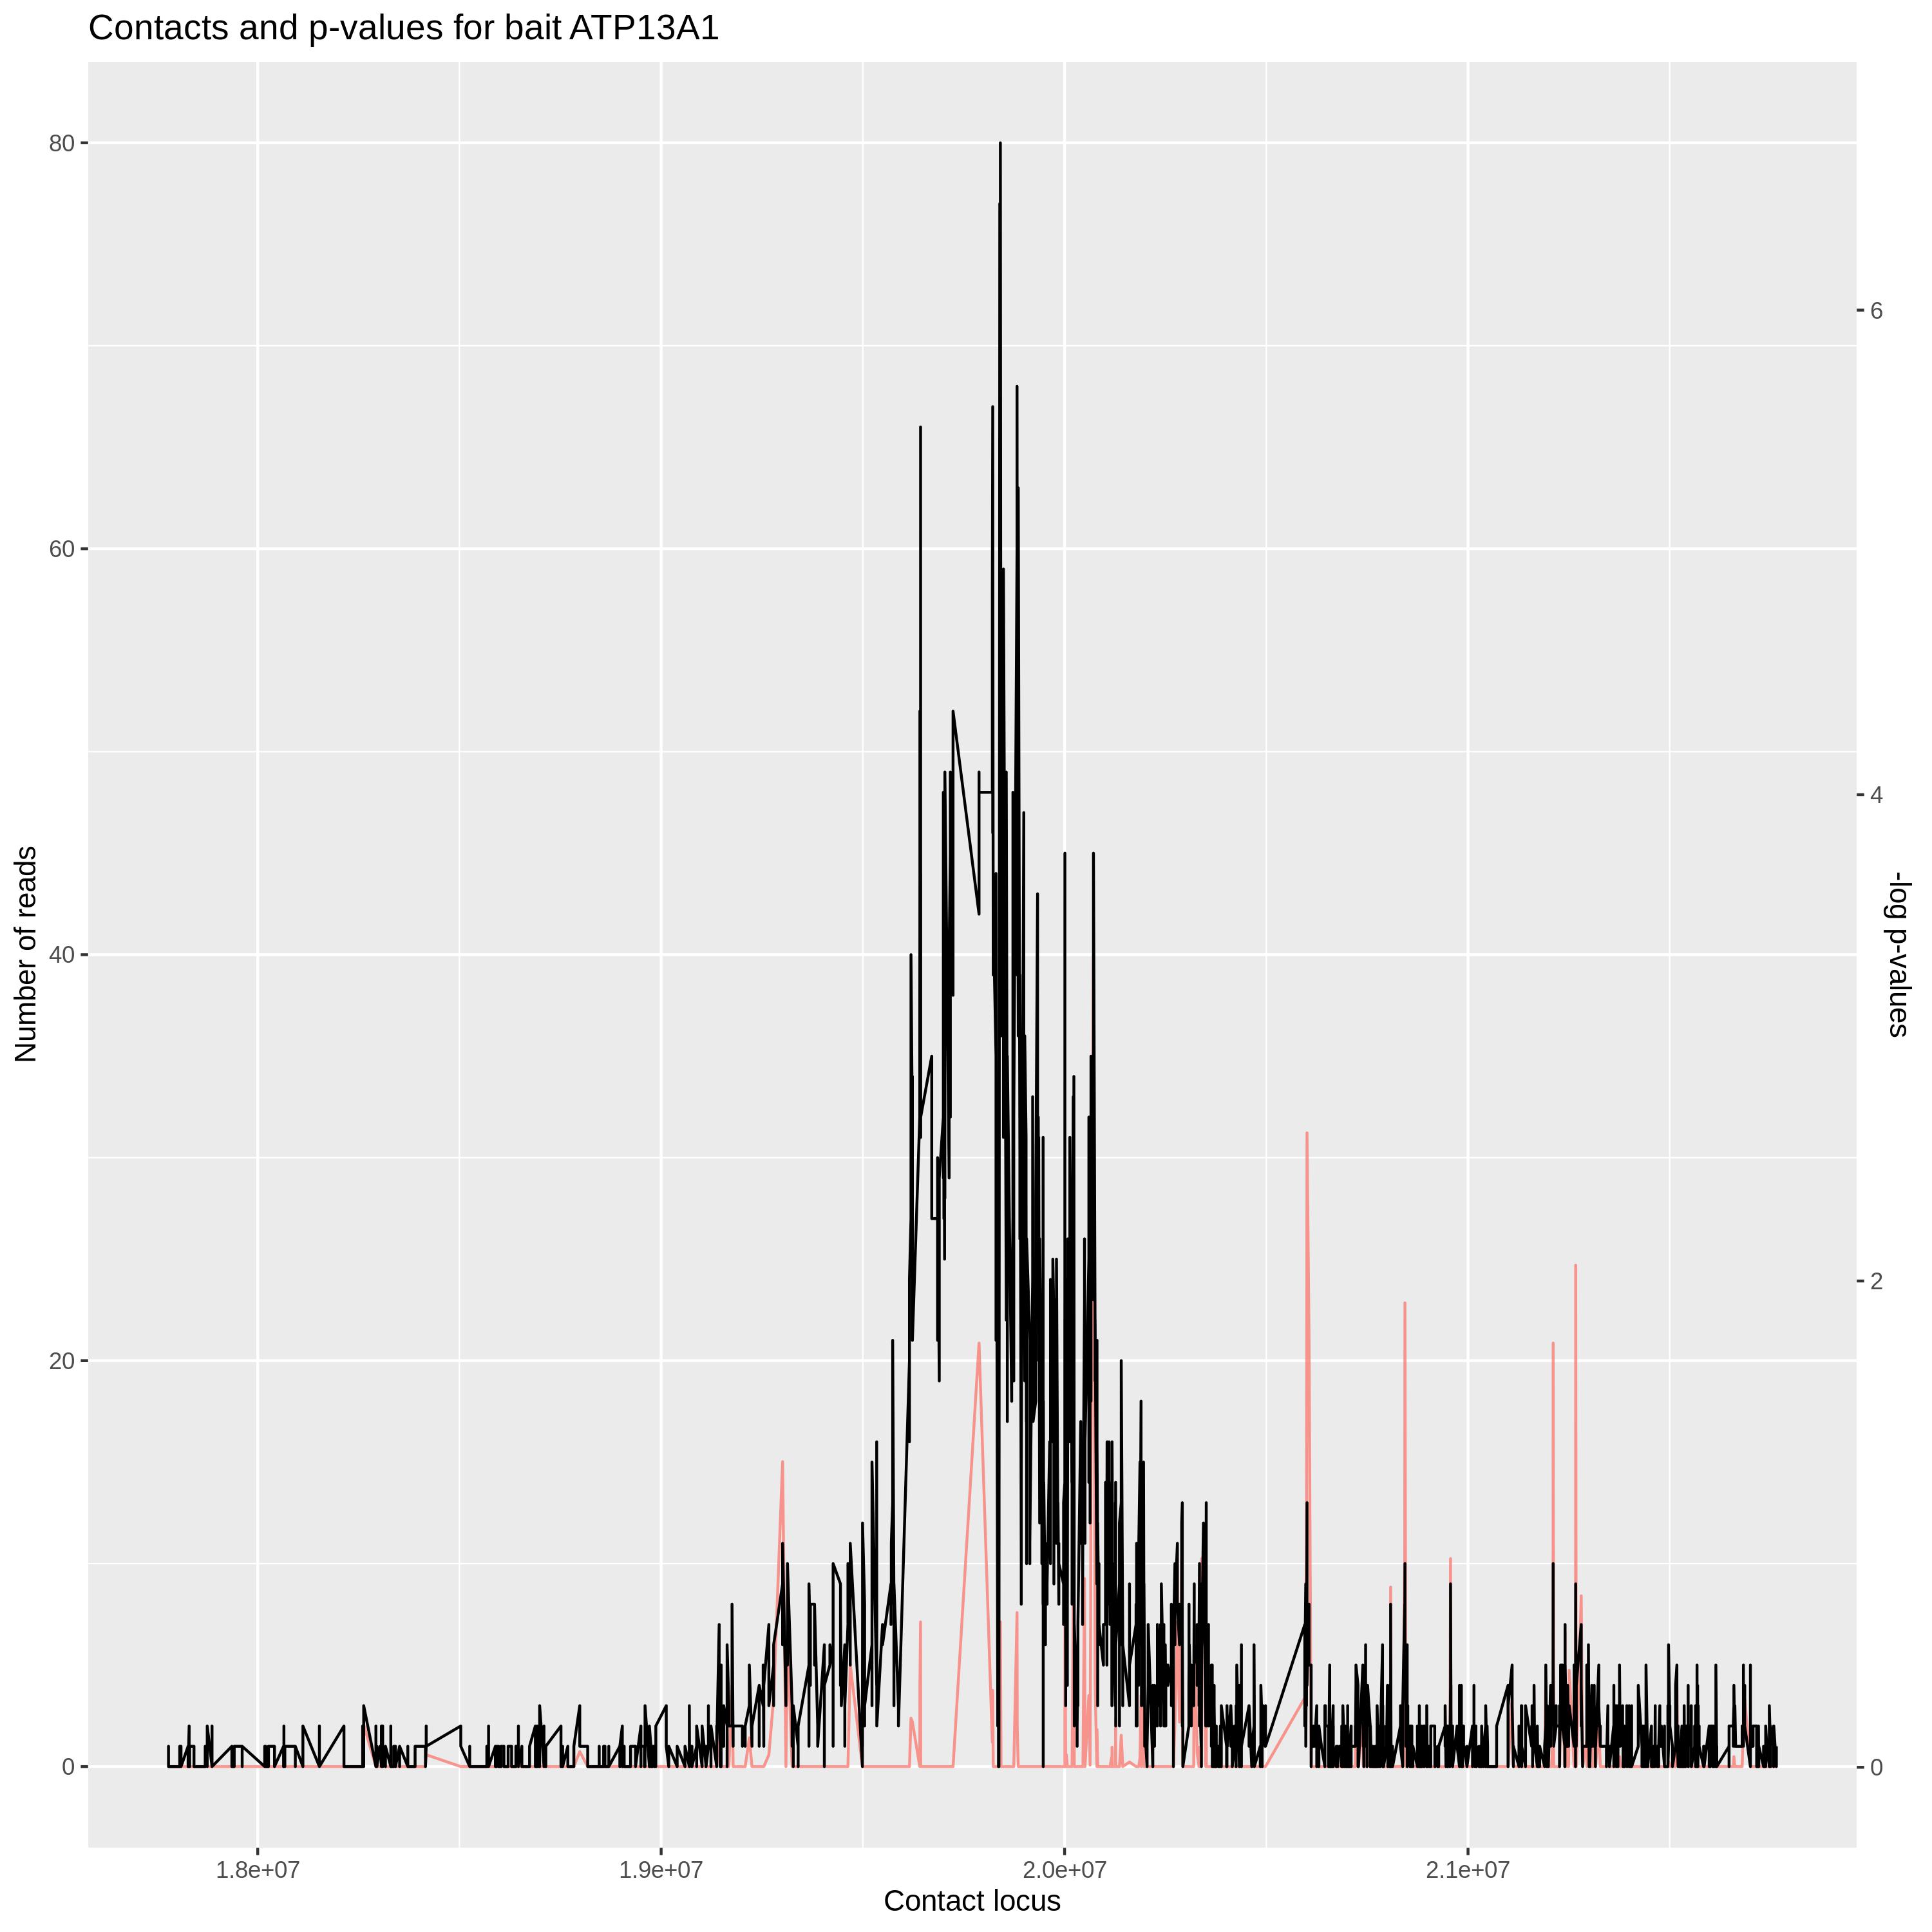 Contacts and p-values for bait ATP13A1
80
60
40
20
0
6
4
2
0
Number of reads
-log p-values
1.8e+07
1.9e+07
2.0e+07
2.1e+07
Contact locus